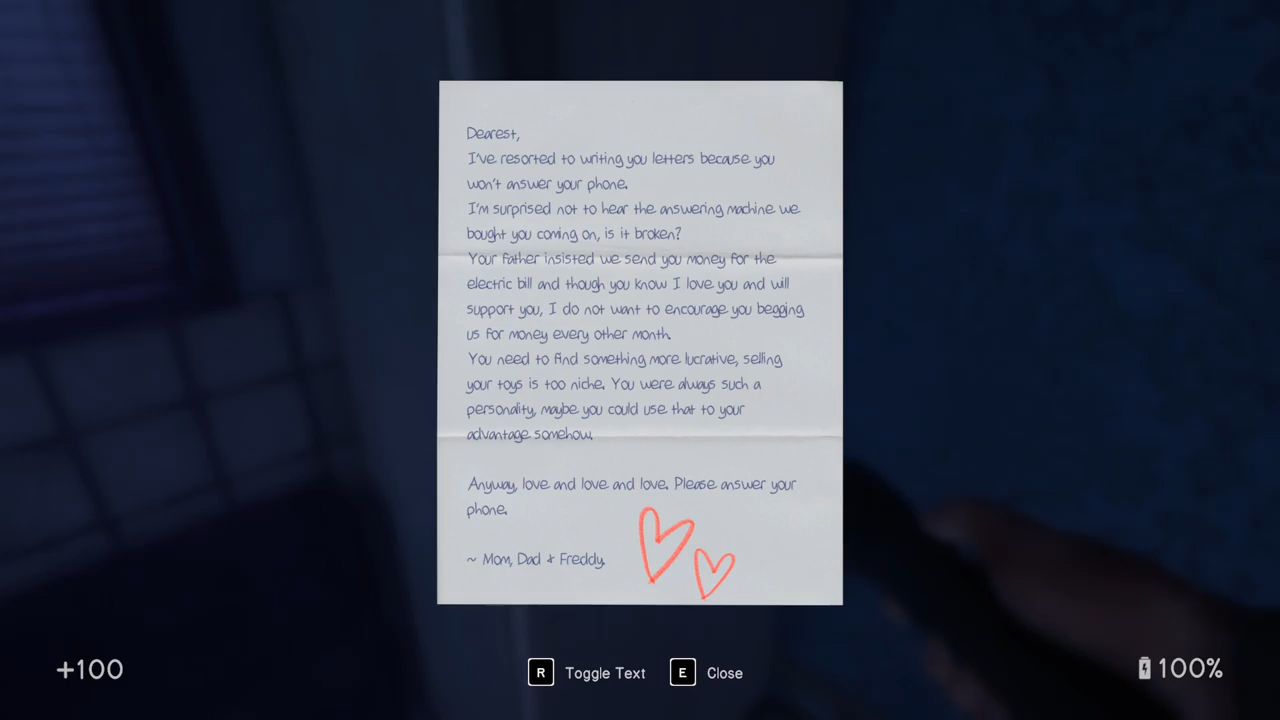 Dearest,
I've resorted to writing you letters because you
won't answer your phone.
I'm surprised not to hear the answering machine we
bought you coming on, is it broken?
Your father insisted we send you money for the
electric bill and though you know I love you and will
support you, I do not want to encourage you begging
us for money every other month.
You need to find something more lucrative, selling
your toys is too niche. You were always such a
personality, maybe you could use that to your
advantage somehow.
Anyway, love and love and love. Please answer your
phone.
~ Mom, Dad + Freddy.
+100
R Toggle Text E Close
100%